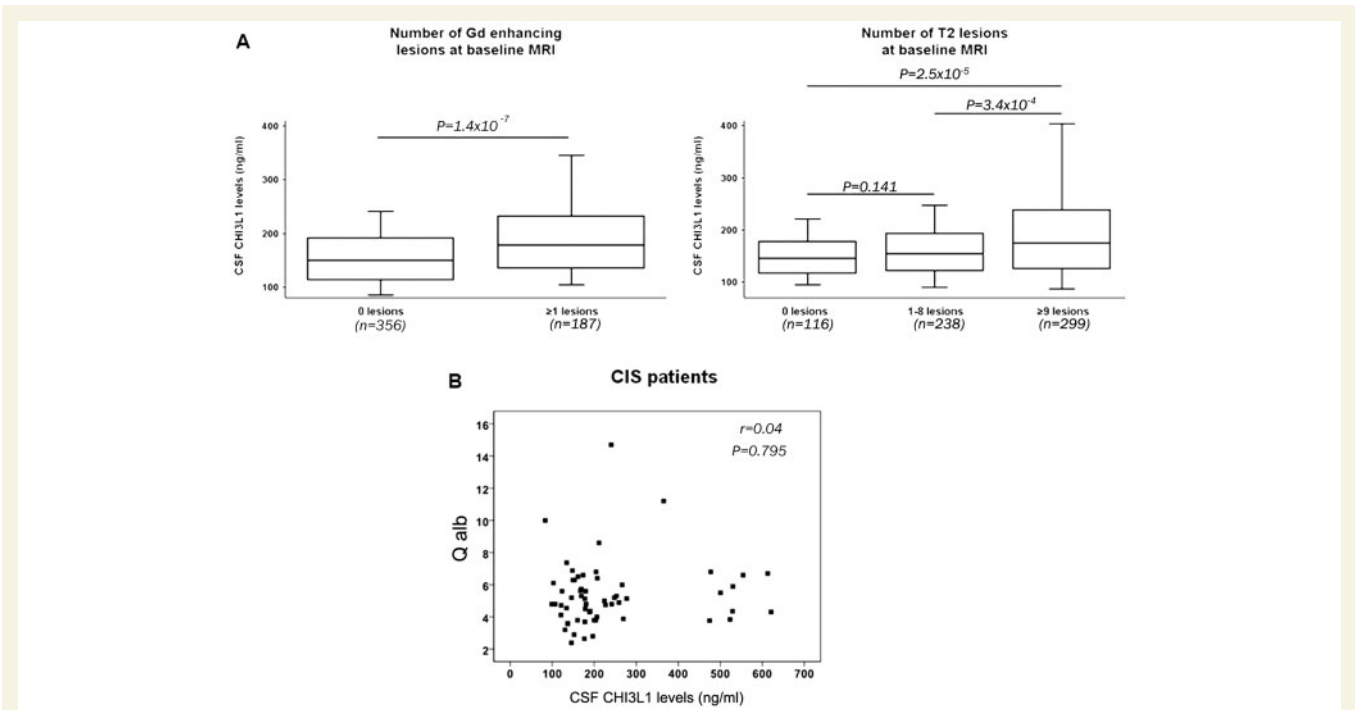 A
Number of Gd enhancing
lesions at baseline MRI
P=1.4x10⁻⁷
CSF CHI3L1 levels (ng/ml)
400
300
200
100
0 lesions
(n=356)
≥1 lesions
(n=187)
Number of T2 lesions
at baseline MRI
P=2.5x10⁻⁵
P=3.4x10⁻⁴
P=0.141
CSF CHI3L1 levels (ng/ml)
400
300
200
100
0 lesions
(n=116)
1-8 lesions
(n=238)
≥9 lesions
(n=299)
B
CIS patients
r=0.04
P=0.795
Q alb
16
14
12
10
8
6
4
2
0 100 200 300 400 500 600 700
CSF CHI3L1 levels (ng/ml)